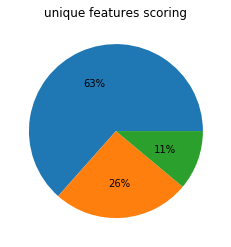 unique features scoring
63%
11%
26%